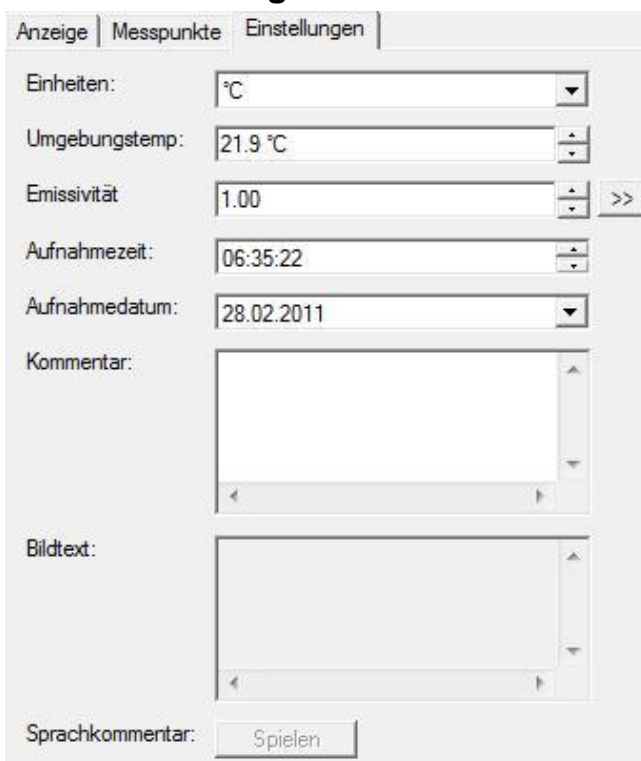 Anzeige Messpunkte Einstellungen
Einheiten: °C
Umgebungstemp: 21.9 °C
Emissivität 1.00 >>
Aufnahmezeit: 06:35:22
Aufnahmedatum: 28.02.2011
Kommentar:
Bildtext:
Sprachkommentar: Spielen